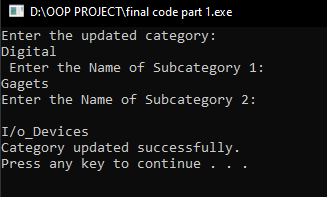 D:\OOP PROJECT\final code part 1.exe
Enter the updated category:
Digital
Enter the Name of Subcategory 1:
Gagets
Enter the Name of Subcategory 2:
I/o_Devices
Category updated successfully.
Press any key to continue . . .